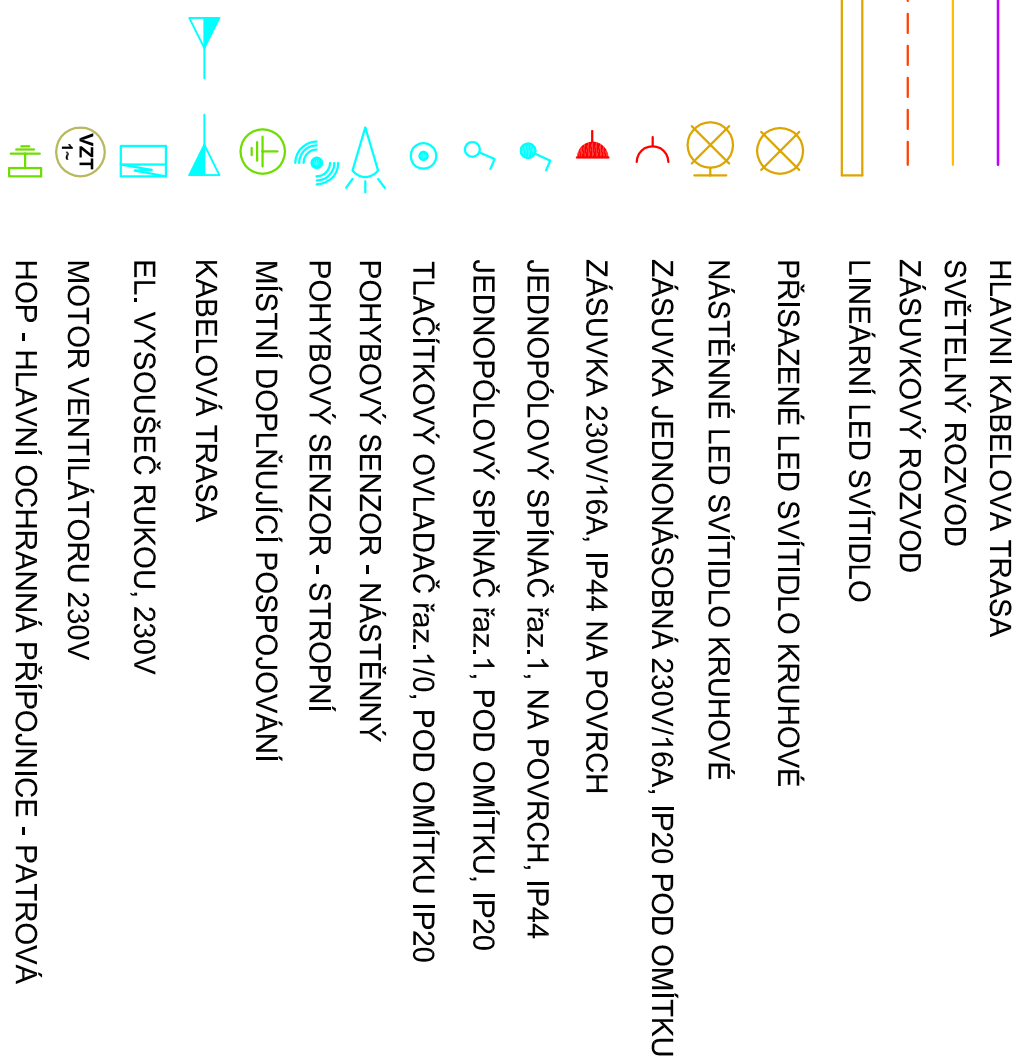 HLAVNÍ KABELOVA TRASA
SVĚTELNÝ ROZVOD
ZÁSUVKOVÝ ROZVOD
LINEÁRNÍ LED SVÍTIDLO
PŘISAZENÉ LED SVÍTIDLO KRUHOVÉ
NÁSTĚNNÉ LED SVÍTIDLO KRUHOVÉ
ZÁSUVKA JEDNONÁSOBNÁ 230V/16A, IP20 POD OMÍTKU
ZÁSUVKA 230V/16A, IP44 NA POVRCH
JEDNOPÓLOVÝ SPÍNAČ řaz.1, NA POVRCH, IP44
JEDNOPÓLOVÝ SPÍNAČ řaz.1, POD OMÍTKU, IP20
TLAČÍTKOVÝ OVLADAČ řaz.1/0, POD OMÍTKU IP20
POHYBOVÝ SENZOR - NÁSTĚNNÝ
POHYBOVÝ SENZOR - STROPNÍ
MÍSTNÍ DOPLŇUJÍCÍ POSPOJOVÁNÍ
KABELOVÁ TRASA
EL. VYSOUŠEČ RUKOU, 230V
VZT
1~
MOTOR VENTILÁTORU 230V
HOP - HLAVNÍ OCHRANNÁ PŘÍPOJNICE - PATROVÁ